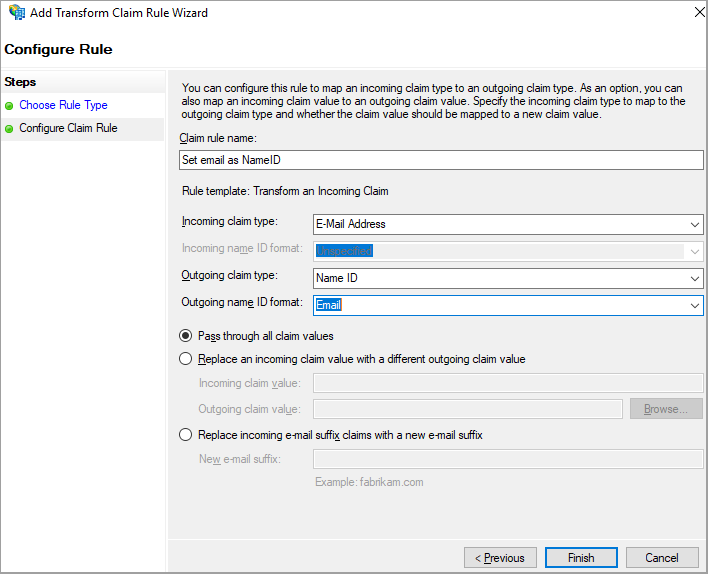 Add Transform Claim Rule Wizard
Configure Rule
Steps
Choose Rule Type
Configure Claim Rule
You can configure this rule to map an incoming claim type to an outgoing claim type. As an option, you can
also map an incoming claim value to an outgoing claim value. Specify the incoming claim type to map to the
outgoing claim type and whether the claim value should be mapped to a new claim value.
Claim rule name:
Set email as NameID
Rule template: Transform an Incoming Claim
Incoming claim type:
E-Mail Address
Incoming name ID format:
Unspecified
Outgoing claim type:
Name ID
Outgoing name ID format:
Email
Pass through all claim values
Replace an incoming claim value with a different outgoing claim value
Incoming claim value:
Outgoing claim value:
Browse...
Replace incoming e-mail suffix claims with a new e-mail suffix
New e-mail suffix:
Example: fabrikam.com
< Previous
Finish
Cancel